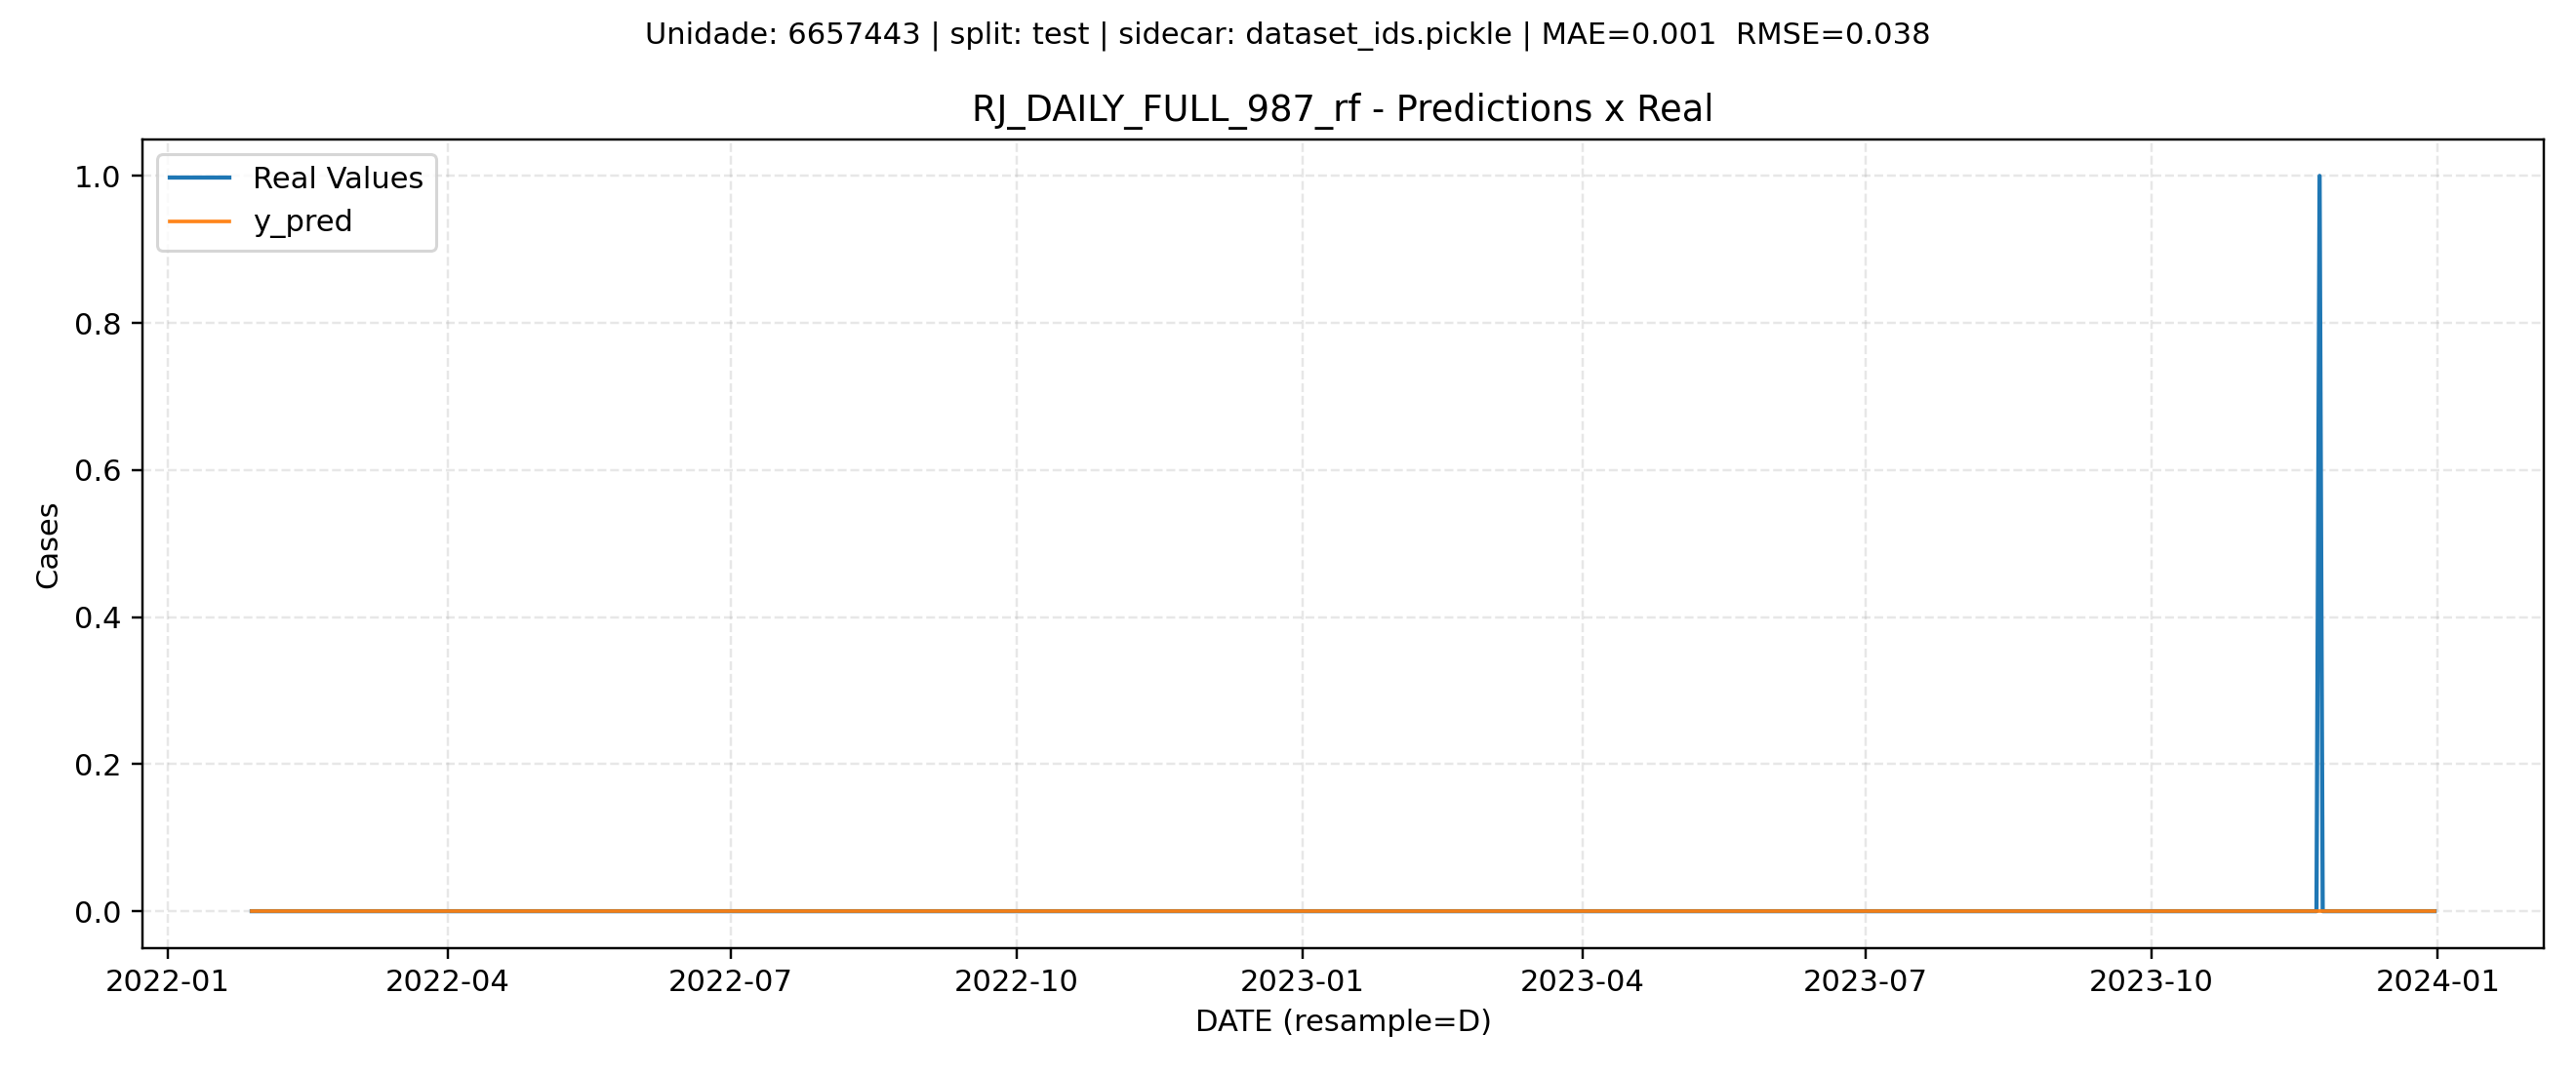 Unidade: 6657443 | split: test | sidecar: dataset_ids.pickle | MAE=0.001  RMSE=0.038
RJ_DAILY_FULL_987_rf - Predictions x Real
Real Values
y_pred
1.0
0.8
0.6
0.4
0.2
0.0
Cases
2022-01 2022-04 2022-07 2022-10 2023-01 2023-04 2023-07 2023-10 2024-01
DATE (resample=D)